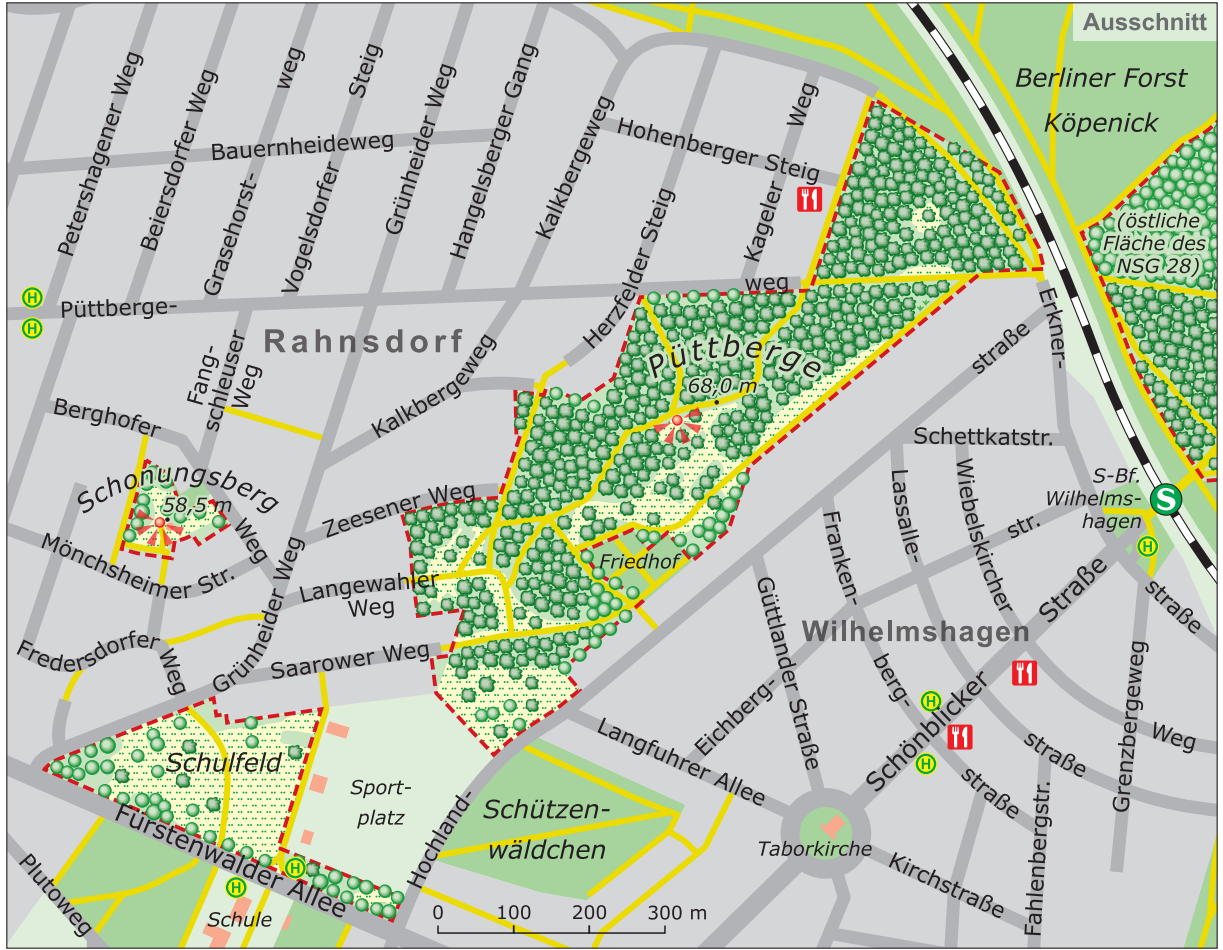 Ausschnitt
Berliner Forst
Köpenick
Petershagener Weg
Beiersdorfer Weg
Grasehorst-
weg
Vogelsdorfer
Steig
Grünheider Weg
Hangelsberger Gang
Kalkbergeweg
Bauernheideweg
Hohenberger Steig
Kageler
Weg
Herzfelder Steig
(östliche
Fläche des
NSG 28)
H
H
Püttberge-
weg
Rahnsdorf
Püttberge
68,0 m
Erkner-
straße
straße
Fang-
schleuser
Weg
Kalkbergeweg
Berghofer
Weg
Schonungsberg
58,5 m
Zeesener Weg
Mönchsheimer Str.
Langewahler
Weg
Friedhof
Schettkatstr.
S-Bf.
Wilhelms-
hagen
S
H
Lassalle-
straße
Wiebelskircher
Weg
Franken-
berg-
straße
str.
Eichberg-
Güttlander Straße
Wilhelmshagen
Schönblicker
Straße
Grenzbergeweg
Fredersdorfer
Weg
Grünheider Weg
Saarower Weg
H
H
Langfuhrer Allee
Schulfeld
Sport-
platz
Hochland-
Schützen-
wäldchen
Taborkirche
Kirchstraße
Fahlenbergstr.
Fürstenwalder Allee
H
H
Plutoweg
Schule
0 100 200 300 m